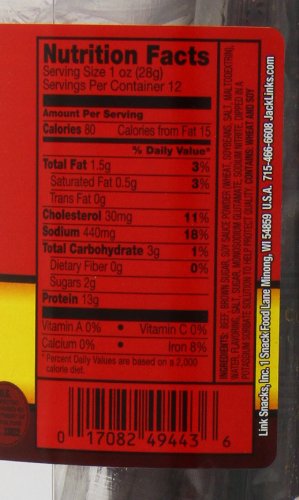 Nutrition Facts
Serving Size 1 oz (28g)
Servings Per Container 12
Amount Per Serving
Calories 80 Calories from Fat 15
% Daily Value*
Total Fat 1.5g 3%
Saturated Fat 0.5g 3%
Trans Fat 0g
Cholesterol 30mg 11%
Sodium 440mg 18%
Total Carbohydrate 3g 1%
Dietary Fiber 0g 0%
Sugars 2g
Protein 13g
Vitamin A 0% • Vitamin C 0%
Calcium 0% • Iron 8%
* Percent Daily Values are based on a 2,000
calorie diet.
0 17082 49443 6
INGREDIENTS: BEEF, BROWN SUGAR, SOY SAUCE POWDER (WHEAT, SOYBEANS, SALT, MALTODEXTRIN),
WATER, FLAVORING, SALT, SUGAR, MONOSODIUM GLUTAMATE, SODIUM NITRITE. DIPPED IN A
POTASSIUM SORBATE SOLUTION TO HELP PROTECT QUALITY. CONTAINS: WHEAT AND SOY
Link Snacks, Inc. 1 Snack Food Lane Minong, WI 54859 U.S.A. 715-466-6608 JackLinks.com